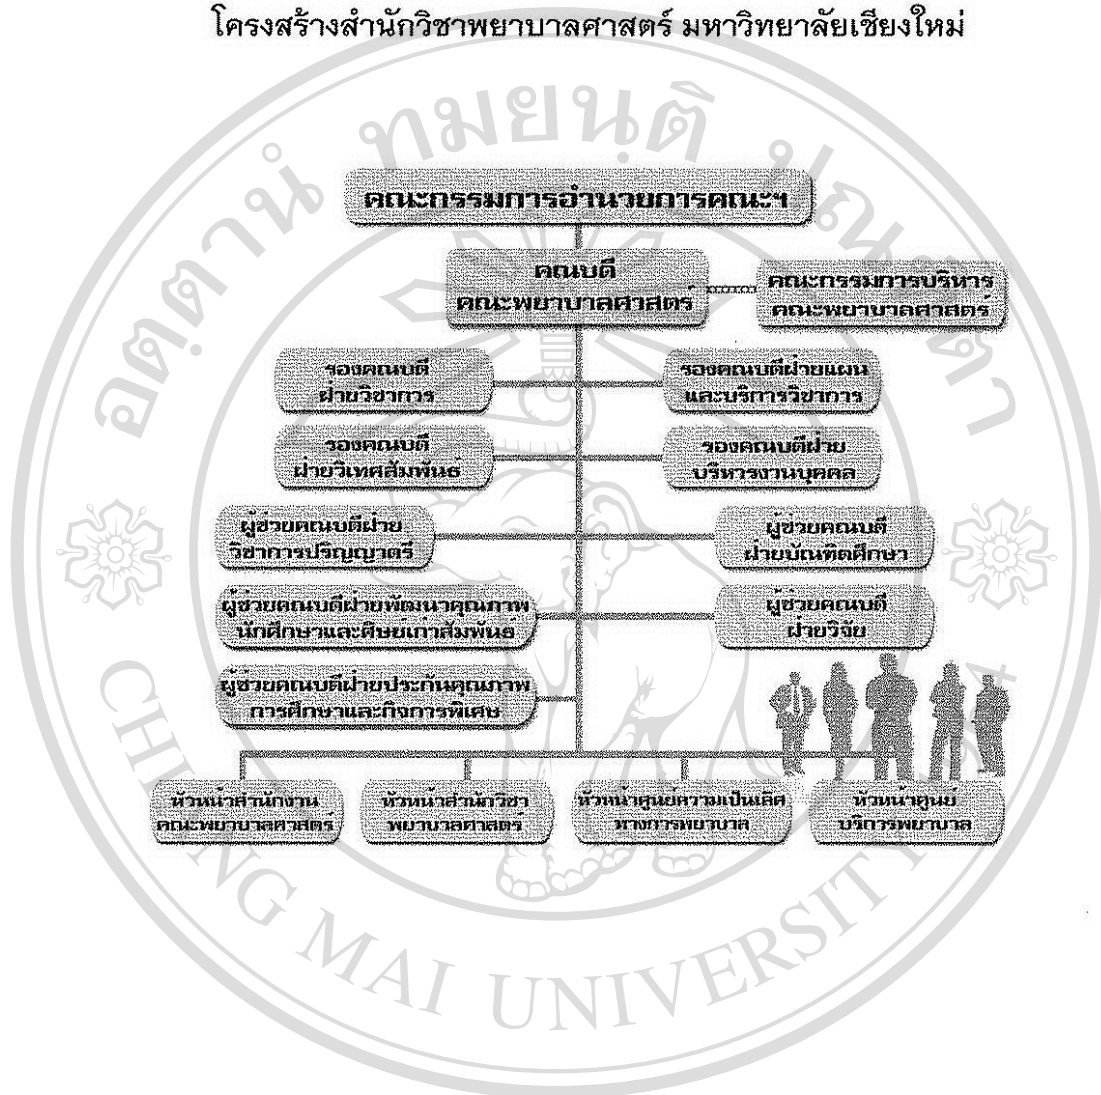 โครงสร้างสำนักวิชาพยาบาลศาสตร์ มหาวิทยาลัยเชียงใหม่
อตฺตานํ ทมยนฺติ ปณฺฑิตา
คณะกรรมการอำนวยการคณะฯ
คณบดี
คณะพยาบาลศาสตร์
คณะกรรมการบริหาร
คณะพยาบาลศาสตร์
รองคณบดี
ฝ่ายวิชาการ
รองคณบดีฝ่ายแผน
และบริการวิชาการ
รองคณบดี
ฝ่ายวิเทศสัมพันธ์
รองคณบดีฝ่าย
บริหารงานบุคคล
ผู้ช่วยคณบดีฝ่าย
วิชาการปริญญาตรี
ผู้ช่วยคณบดี
ฝ่ายบัณฑิตศึกษา
ผู้ช่วยคณบดีฝ่ายพัฒนาคุณภาพ
นักศึกษาและศิษย์เก่าสัมพันธ์
ผู้ช่วยคณบดี
ฝ่ายวิจัย
ผู้ช่วยคณบดีฝ่ายประกันคุณภาพ
การศึกษาและกิจการพิเศษ
หัวหน้าสำนักงาน
คณะพยาบาลศาสตร์
หัวหน้าสำนักวิชา
พยาบาลศาสตร์
หัวหน้าศูนย์ความเป็นเลิศ
ทางการพยาบาล
หัวหน้าศูนย์
บริการพยาบาล
CHIANG MAI UNIVERSITY